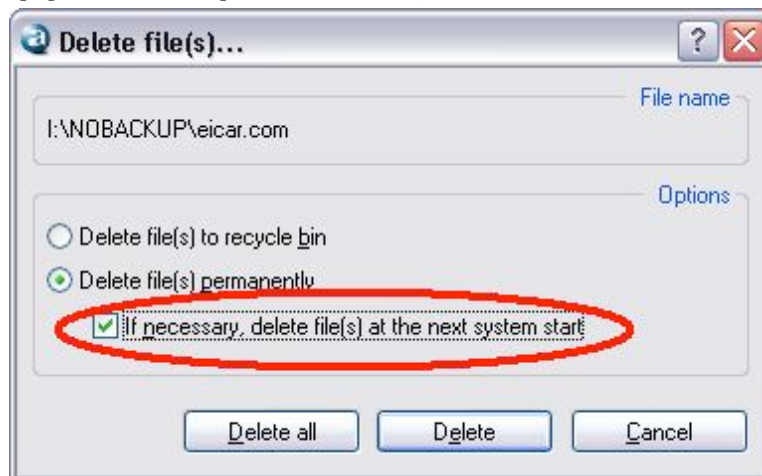 Delete file(s)...
File name
I:\NOBACKUP\eicar.com
Options
Delete file(s) to recycle bin
Delete file(s) permanently
If necessary, delete file(s) at the next system start
Delete all
Delete
Cancel